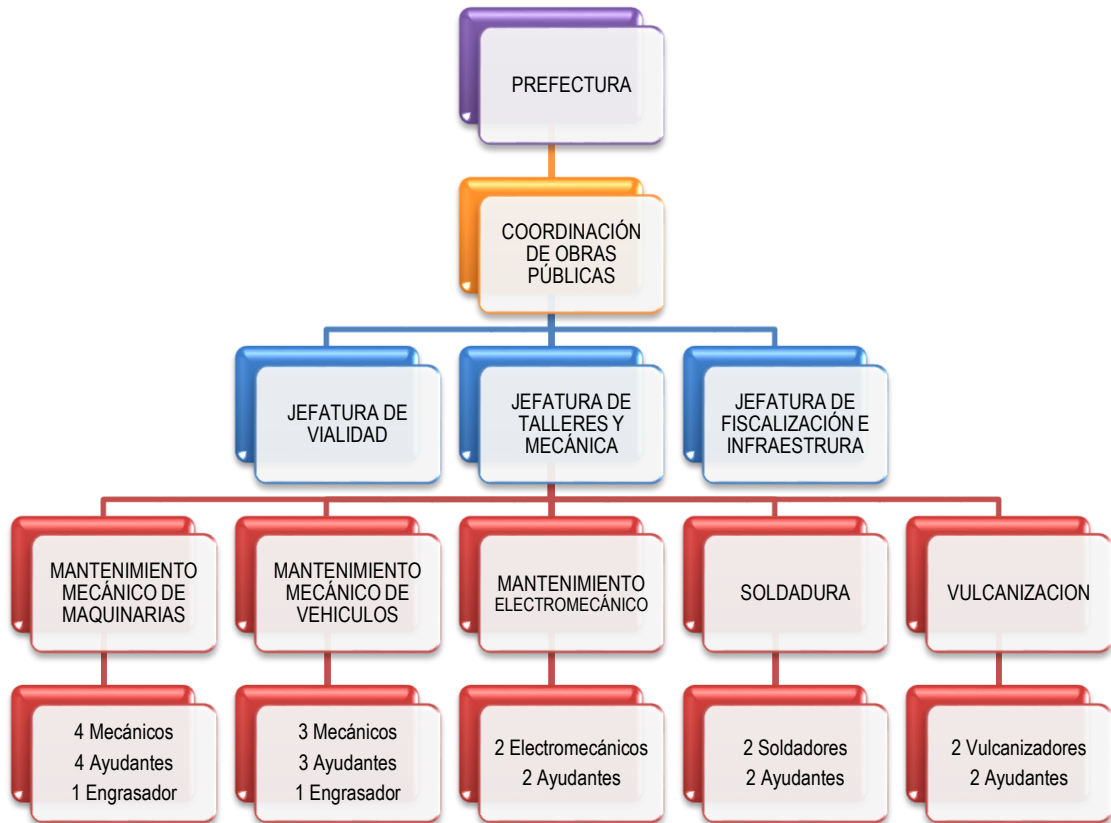 PREFECTURA
COORDINACIÓN
DE OBRAS
PÚBLICAS
JEFATURA DE
VIALIDAD
JEFATURA DE
TALLERES Y
MECÁNICA
JEFATURA DE
FISCALIZACIÓN E
INFRAESTRURA
MANTENIMIENTO
MECÁNICO DE
MAQUINARIAS
MANTENIMIENTO
MECÁNICO DE
VEHICULOS
MANTENIMIENTO
ELECTROMECÁNICO
SOLDADURA
VULCANIZACION
4 Mecánicos
4 Ayudantes
1 Engrasador
3 Mecánicos
3 Ayudantes
1 Engrasador
2 Electromecánicos
2 Ayudantes
2 Soldadores
2 Ayudantes
2 Vulcanizadores
2 Ayudantes